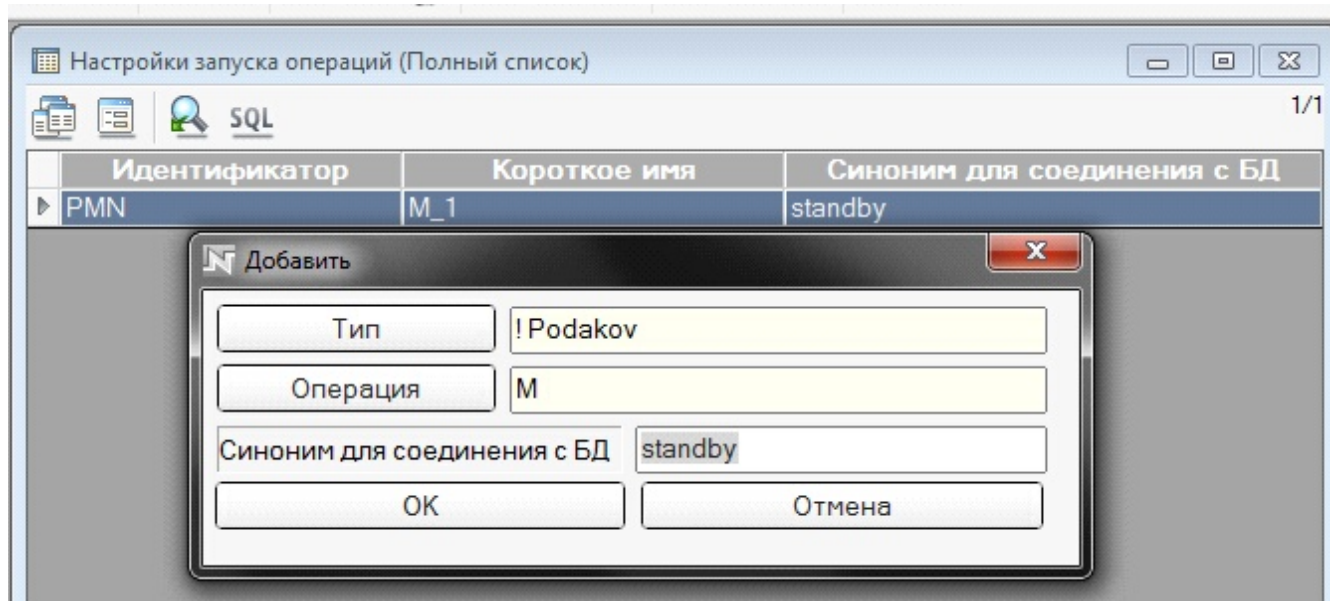 Настройки запуска операций (Полный список)
SQL
1/1
Идентификатор Короткое имя Синоним для соединения с БД
PMN M_1 standby
Добавить
Тип ! Podakov
Операция M
Синоним для соединения с БД standby
OK Отмена